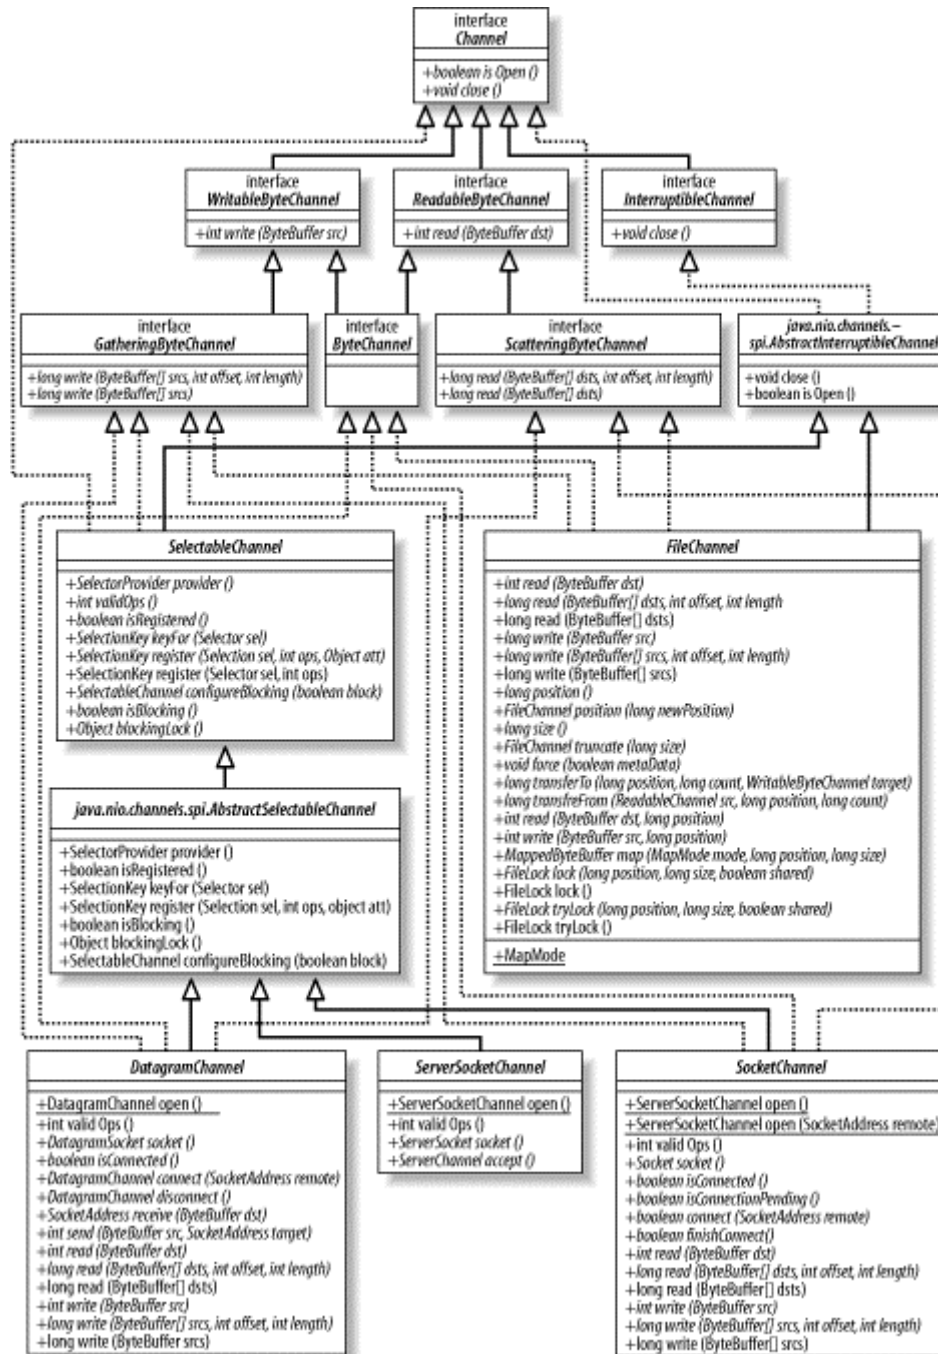 interface
Channel
+boolean is Open ()
+void close ()
interface
WritableByteChannel
+int write (ByteBuffer src)
interface
ReadableByteChannel
+int read (ByteBuffer dst)
interface
InterruptibleChannel
+void close ()
interface
GatheringByteChannel
+long write (ByteBuffer[] srcs, int offset, int length)
+long write (ByteBuffer[] srcs)
interface
ByteChannel
interface
ScatteringByteChannel
+long read (ByteBuffer[] dsts, int offset, int length)
+long read (ByteBuffer[] dsts)
java.nio.channels.–
spi.AbstractInterruptibleChannel
+void close ()
+boolean is Open ()
SelectableChannel
+SelectorProvider provider ()
+int validOps ()
+boolean isRegistered ()
+SelectionKey keyFor (Selector sel)
+SelectionKey register (Selection sel, int ops, Object att)
+SelectionKey register (Selector sel, int ops)
+SelectableChannel configureBlocking (boolean block)
+boolean isBlocking ()
+Object blockingLock ()
FileChannel
+int read (ByteBuffer dst)
+long read (ByteBuffer[] dsts, int offset, int length
+long read (ByteBuffer[] dsts)
+long write (ByteBuffer src)
+long write (ByteBuffer[] srcs, int offset, int length)
+long write (ByteBuffer[] srcs)
+long position ()
+FileChannel position (long newPosition)
+long size ()
+FileChannel truncate (long size)
+void force (boolean metaData)
+long transferTo (long position, long count, WritableByteChannel target)
+long transfreFrom (ReadableChannel src, long position, long count)
+int read (ByteBuffer dst, long position)
+int write (ByteBuffer src, long position)
+MappedByteBuffer map (MapMode mode, long position, long size)
+FileLock lock (long position, long size, boolean shared)
+FileLock lock ()
+FileLock tryLock (long position, long size, boolean shared)
+FileLock tryLock ()
+MapMode
java.nio.channels.spi.AbstractSelectableChannel
+SelectorProvider provider ()
+boolean isRegistered ()
+SelectionKey keyFor (Selector sel)
+SelectionKey register (Selection sel, int ops, object att)
+boolean isBlocking ()
+Object blockingLock ()
+SelectableChannel configureBlocking (boolean block)
DatagramChannel
+DatagramChannel open ()
+int valid Ops ()
+DatagramSocket socket ()
+boolean isConnected ()
+DatagramChannel connect (SocketAddress remote)
+DatagramChannel disconnect ()
+SocketAddress receive (ByteBuffer dst)
+int send (ByteBuffer src, SocketAddress target)
+int read (ByteBuffer dst)
+long read (ByteBuffer[] dsts, int offset, int length)
+long read (ByteBuffer[] dsts)
+int write (ByteBuffer src)
+long write (ByteBuffer[] srcs, int offset, int length)
+long write (ByteBuffer srcs)
ServerSocketChannel
+ServerSocketChannel open ()
+int valid Ops ()
+ServerSocket socket ()
+ServerChannel accept ()
SocketChannel
+ServerSocketChannel open ()
+ServerSocketChannel open (SocketAddress remote)
+int valid Ops ()
+Socket socket ()
+boolean isConnected ()
+boolean isConnectionPending ()
+boolean connect (SocketAddress remote)
+boolean finishConnect()
+int read (ByteBuffer dst)
+long read (ByteBuffer[] dsts, int offset, int length)
+long read (ByteBuffer[] dsts)
+int write (ByteBuffer src)
+long write (ByteBuffer[] srcs, int offset, int length)
+long write (ByteBuffer[] srcs)